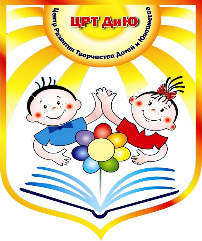 ЦРТ ДиЮ
Центр Развития Творчества Детей и Юношества